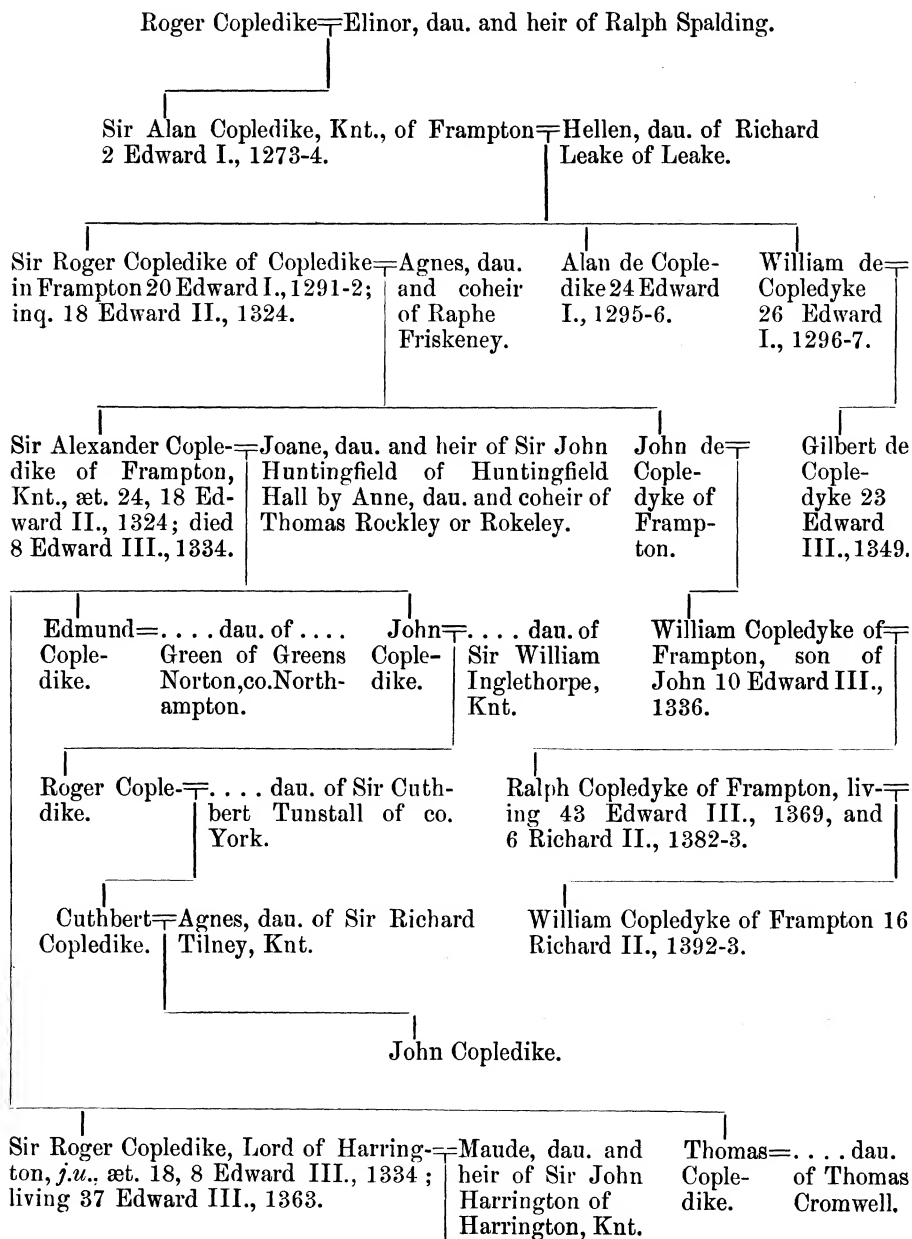 Roger Copledike=Elinor, dau. and heir of Ralph Spalding.
Sir Alan Copledike, Knt., of Frampton=
2 Edward I., 1273-4.
Hellen, dau. of Richard
Leake of Leake.
Sir Roger Copledike of Copledike=
in Frampton 20 Edward I., 1291-2;
inq. 18 Edward II., 1324.
Agnes, dau.
and coheir
of Raphe
Friskeney.
Alan de Cople-
dike 24 Edward
I., 1295-6.
William de=
Copledyke
26 Edward
I., 1296-7.
Sir Alexander Cople-=
dike of Frampton,
Knt., æt. 24, 18 Ed-
ward II., 1324; died
8 Edward III., 1334.
Joane, dau. and heir of Sir John
Huntingfield of Huntingfield
Hall by Anne, dau. and coheir of
Thomas Rockley or Rokeley.
John de=
Cople-
dyke of
Framp-
ton.
Gilbert de
Cople-
dyke 23
Edward
III., 1349.
Edmund=
Cople-
dike.
. . . . dau. of . . . .
Green of Greens
Norton, co. North-
ampton.
John=
Cople-
dike.
. . . . dau. of
Sir William
Inglethorpe,
Knt.
William Copledyke of=
Frampton, son of
John 10 Edward III.,
1336.
Roger Cople-=
dike.
. . . . dau. of Sir Cuth-
bert Tunstall of co.
York.
Ralph Copledyke of Frampton, liv-=
ing 43 Edward III., 1369, and
6 Richard II., 1382-3.
Cuthbert=
Copledike.
Agnes, dau. of Sir Richard
Tilney, Knt.
William Copledyke of Frampton 16
Richard II., 1392-3.
John Copledike.
Sir Roger Copledike, Lord of Harring-=
ton, j.u., æt. 18, 8 Edward III., 1334;
living 37 Edward III., 1363.
Maude, dau. and
heir of Sir John
Harrington of
Harrington, Knt.
Thomas=
Cople-
dike.
. . . . dau.
of Thomas
Cromwell.